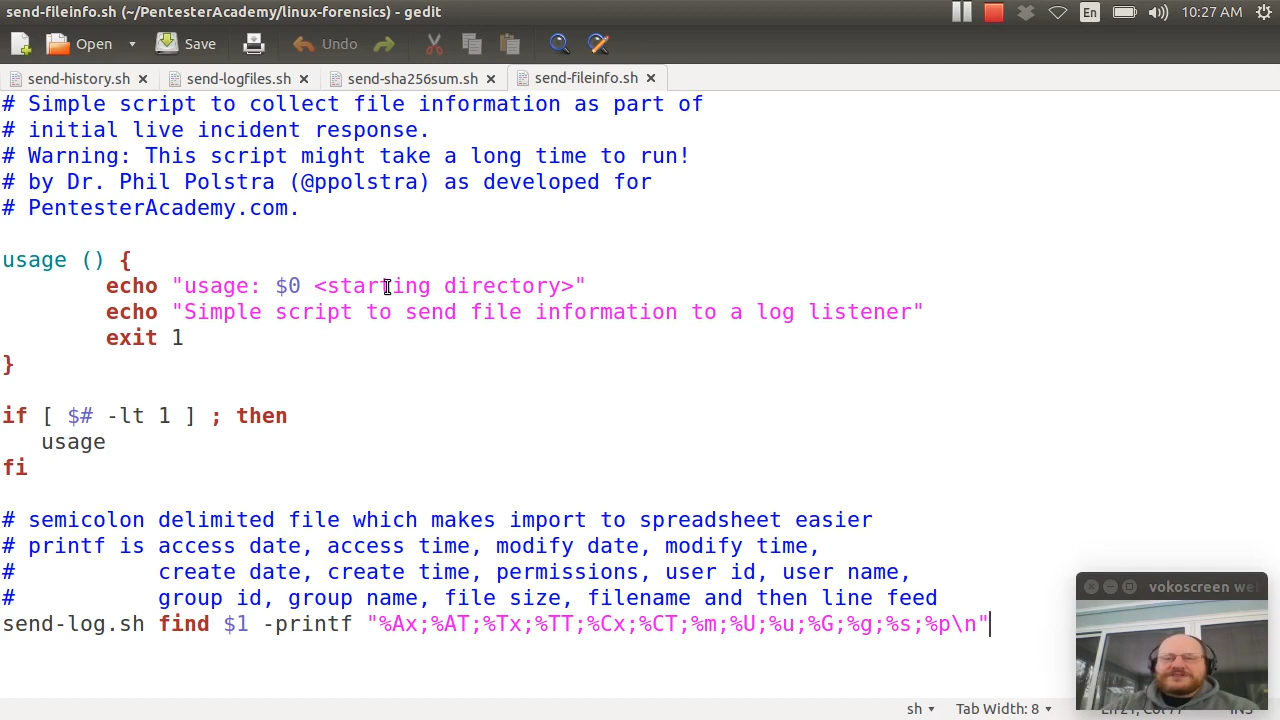 send-fileinfo.sh (~/PentesterAcademy/linux-forensics) - gedit
En 10:27 AM
Open Save Undo
send-history.sh send-logfiles.sh send-sha256sum.sh send-fileinfo.sh
# Simple script to collect file information as part of
# initial live incident response.
# Warning: This script might take a long time to run!
# by Dr. Phil Polstra (@ppolstra) as developed for
# PentesterAcademy.com.
usage () {
echo "usage: $0 <starting directory>"
echo "Simple script to send file information to a log listener"
exit 1
}
if [ $# -lt 1 ] ; then
usage
fi
# semicolon delimited file which makes import to spreadsheet easier
# printf is access date, access time, modify date, modify time,
# create date, create time, permissions, user id, user name,
# group id, group name, file size, filename and then line feed
send-log.sh find $1 -printf "%Ax;%AT;%Tx;%TT;%Cx;%CT;%m;%U;%u;%G;%g;%s;%p\n"
vokoscreen we
sh Tab Width: 8